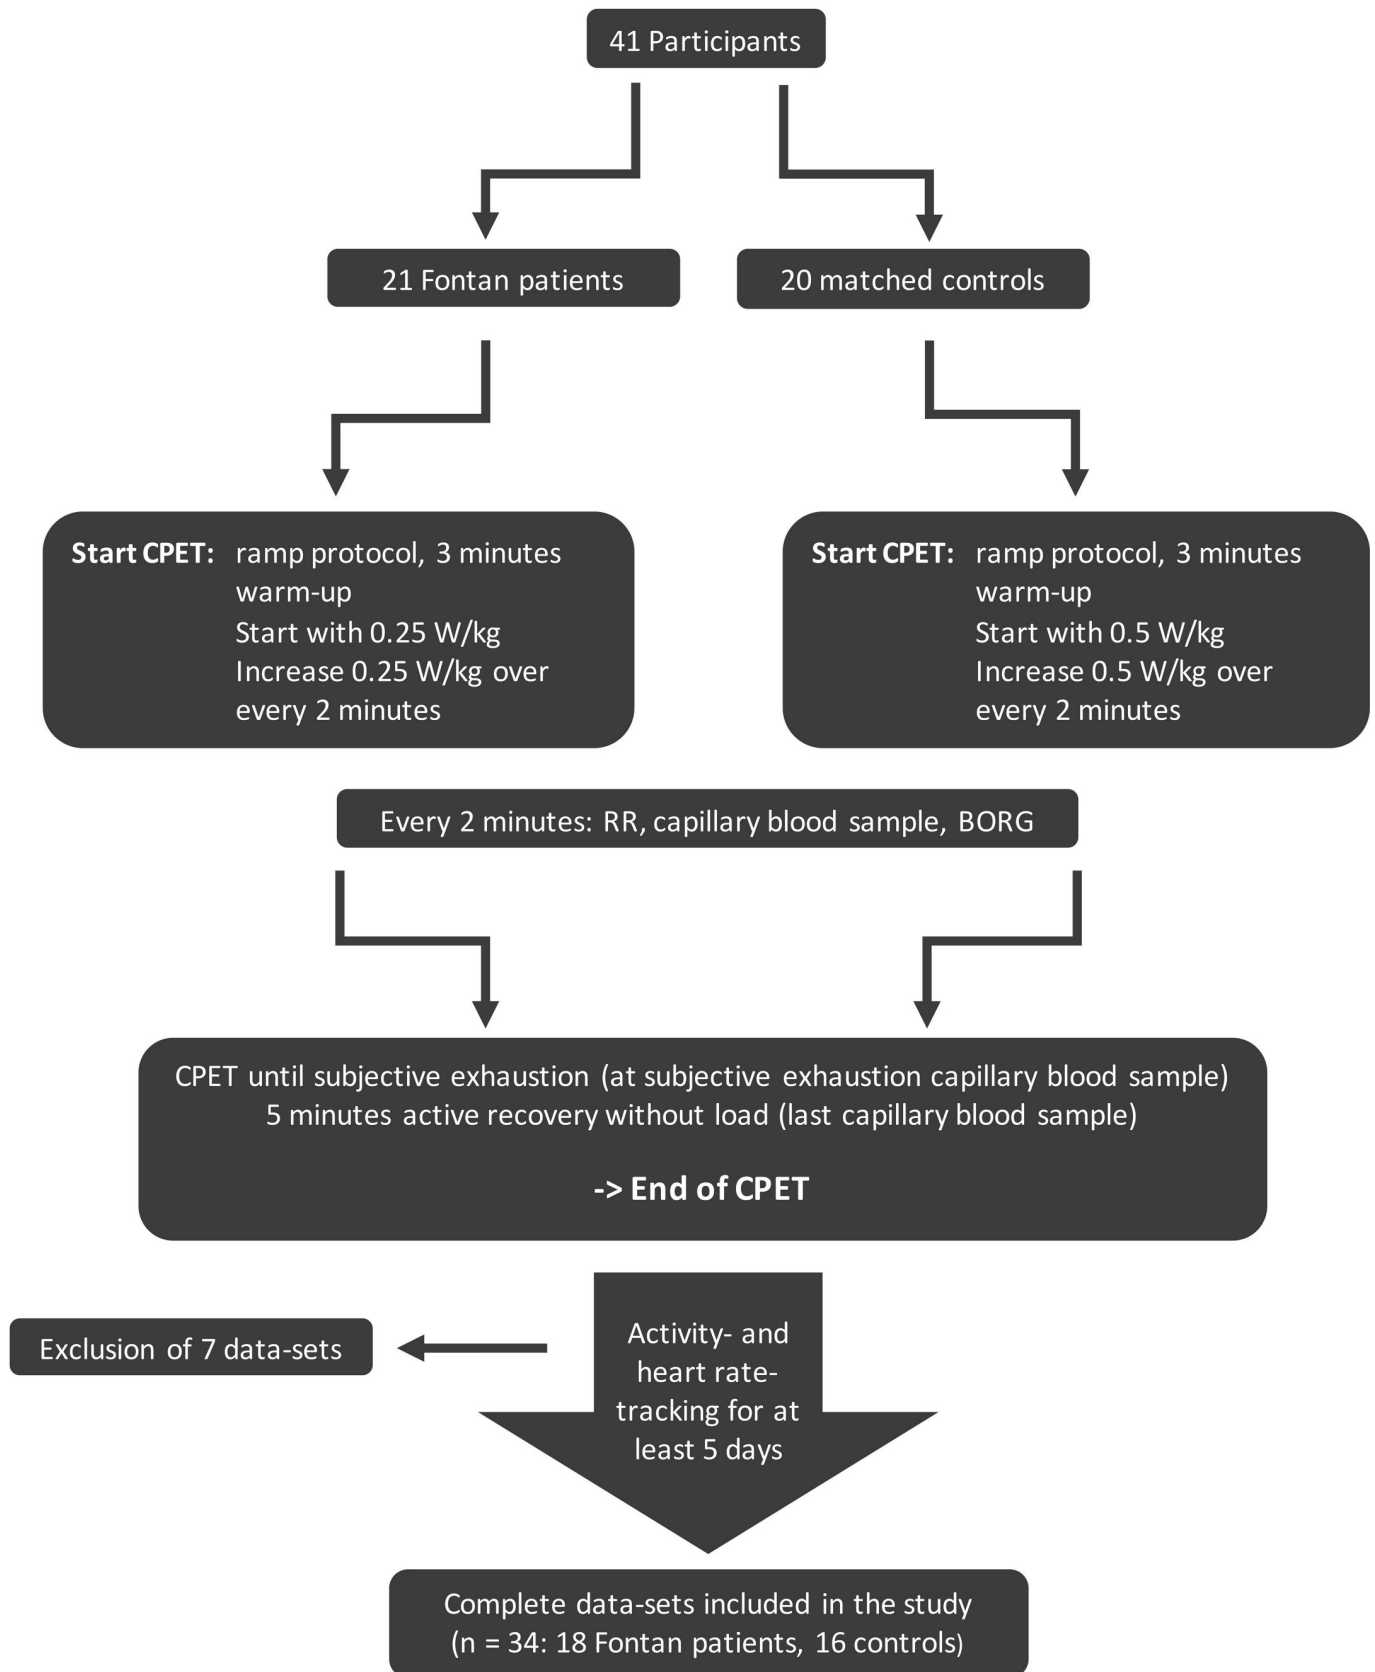 41 Participants
21 Fontan patients
20 matched controls
Start CPET: ramp protocol, 3 minutes
warm-up
Start with 0.25 W/kg
Increase 0.25 W/kg over
every 2 minutes
Start CPET: ramp protocol, 3 minutes
warm-up
Start with 0.5 W/kg
Increase 0.5 W/kg over
every 2 minutes
Every 2 minutes: RR, capillary blood sample, BORG
CPET until subjective exhaustion (at subjective exhaustion capillary blood sample)
5 minutes active recovery without load (last capillary blood sample)
-> End of CPET
Exclusion of 7 data-sets
Activity- and
heart rate-
tracking for at
least 5 days
Complete data-sets included in the study
(n = 34: 18 Fontan patients, 16 controls)